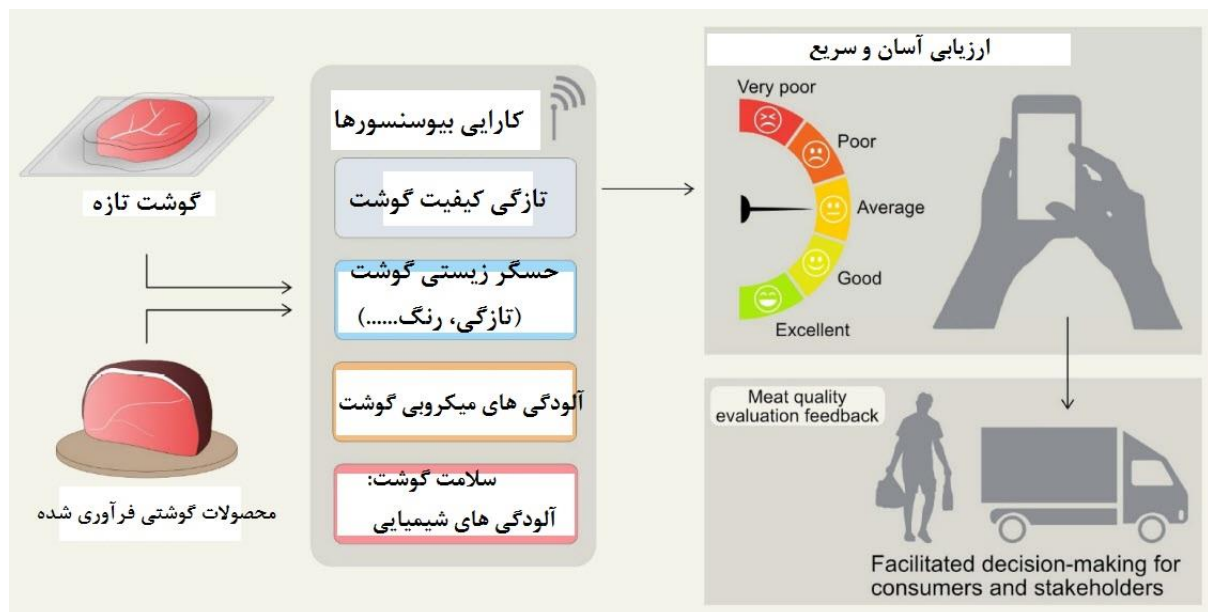 گوشت تازه
محصولات گوشتی فرآوری شده
کارایی بیوسنسورها
تازگی کیفیت گوشت
حسگر زیستی گوشت
(تازگی، رنگ......)
آلودگی های میکروبی گوشت
سلامت گوشت:
آلودگی های شیمیایی
ارزیابی آسان و سریع
Very poor
Poor
Average
Good
Excellent
Meat quality
evaluation feedback
Facilitated decision-making for
consumers and stakeholders